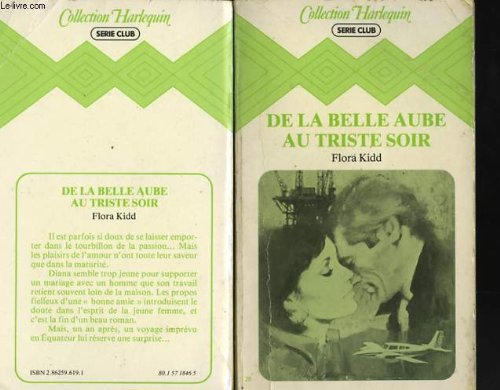 Le-livre.com
Collection Harlequin
SERIE CLUB
DE LA BELLE AUBE
AU TRISTE SOIR
Flora Kidd
Il est parfois si doux de se laisser empor-
ter dans le tourbillon de la passion... Mais
les plaisirs de l'amour n'ont toute leur saveur
que dans la maturité.
Diana semble trop jeune pour supporter
un mariage avec un homme que son travail
retient souvent loin de la maison. Les propos
fielleux d'une « bonne amie » introduisent le
doute dans l'esprit de la jeune femme, et
c'est la fin d'un beau roman.
Mais, un an après, un voyage imprévu
en Équateur lui réserve une surprise...
ISBN 2.86259.619.1
80.1 57 1846 5
Collection Harlequin
SERIE CLUB
DE LA BELLE AUBE
AU TRISTE SOIR
Flora Kidd